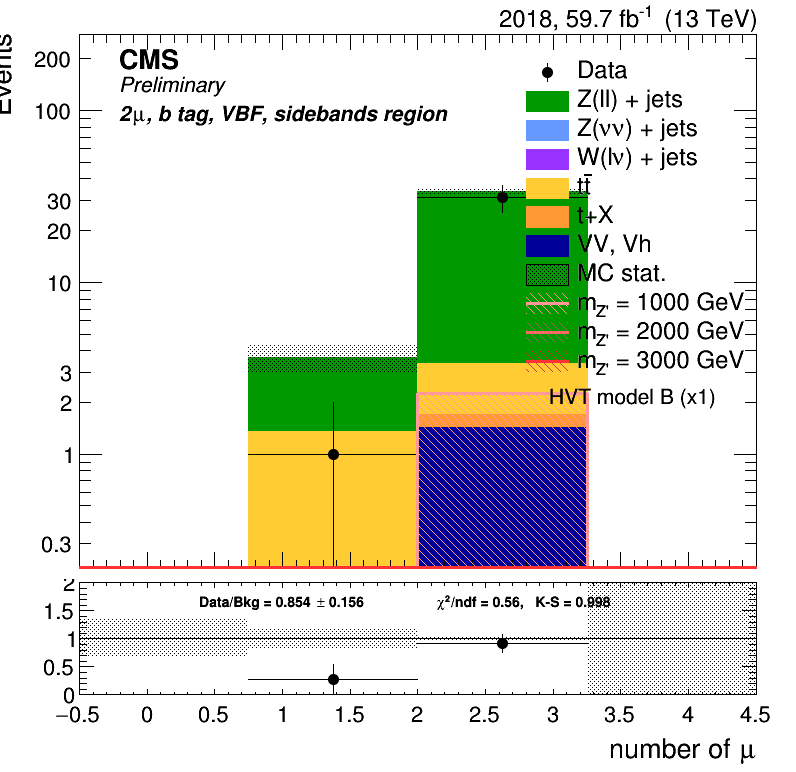 2018, 59.7 fb⁻¹ (13 TeV)
Events
CMS
Preliminary
2μ, b tag, VBF, sidebands region
Data
Z(ll) + jets
Z(νν) + jets
W(lν) + jets
tt̄
t+X
VV, Vh
MC stat.
m_Z' = 1000 GeV
m_Z' = 2000 GeV
m_Z' = 3000 GeV
HVT model B (x1)
200
100
30
20
10
3
2
1
0.3
Data/Bkg = 0.854 ± 0.156
χ²/ndf = 0.56, K-S = 0.998
2
1.5
1
0.5
0
−0.5 0 0.5 1 1.5 2 2.5 3 3.5 4 4.5
number of μ